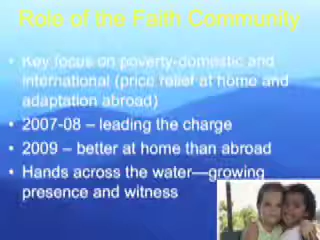 Role of the Faith Community
• Key focus on poverty-domestic and
international (price relief at home and
adaptation abroad)
• 2007-08 – leading the charge
• 2009 – better at home than abroad
• Hands across the water—growing
presence and witness